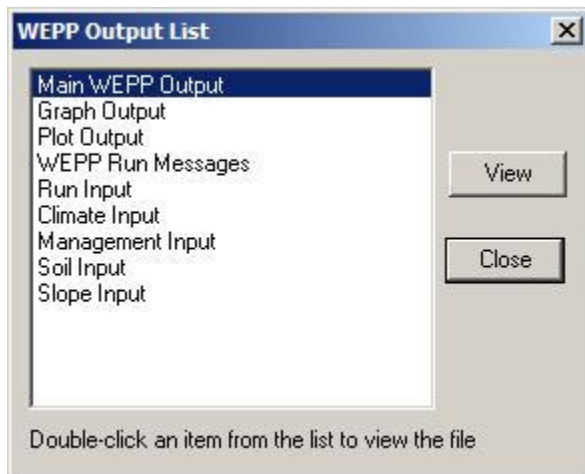 WEPP Output List
Main WEPP Output
Graph Output
Plot Output
WEPP Run Messages
Run Input
Climate Input
Management Input
Soil Input
Slope Input
View
Close
Double-click an item from the list to view the file